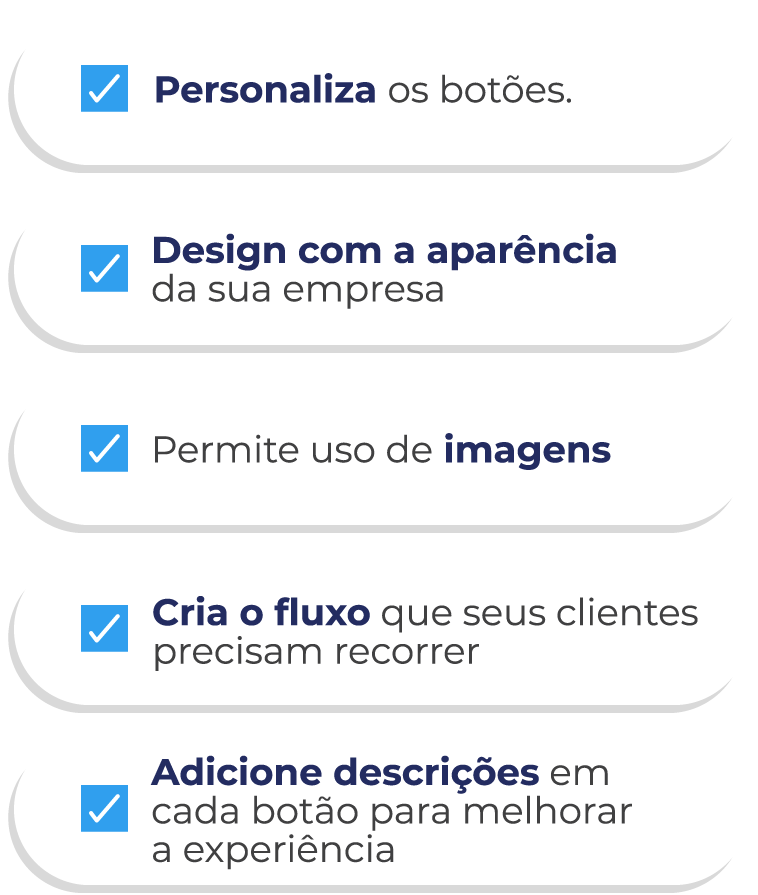 Personaliza os botões.
Design com a aparência
da sua empresa
Permite uso de imagens
Cria o fluxo que seus clientes
precisam recorrer
Adicione descrições em
cada botão para melhorar
a experiência